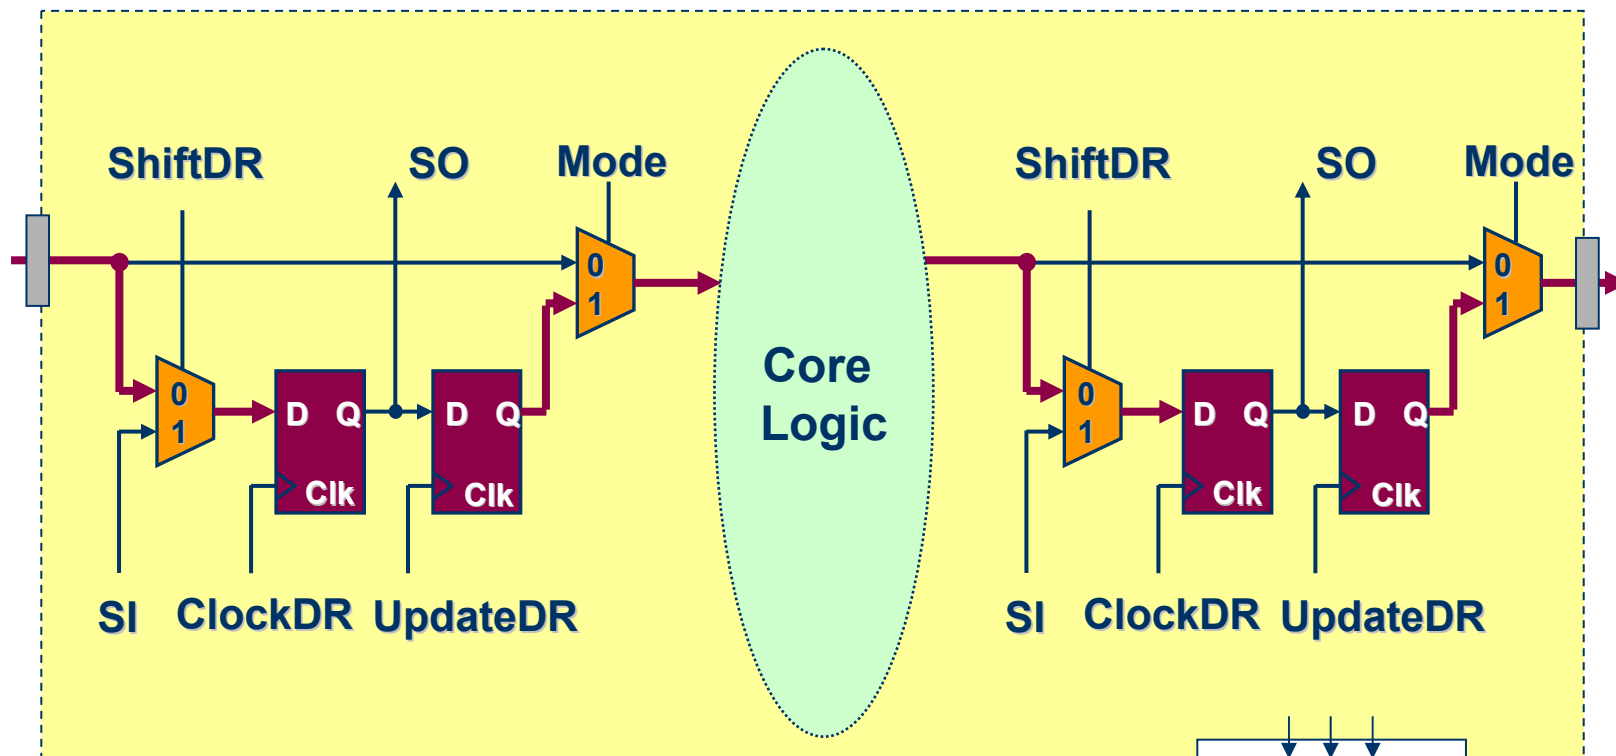 ShiftDR SO Mode ShiftDR SO Mode
0
1
0
1
0
1
D Q
Clk
D Q
Clk
Core
Logic
0
1
D Q
Clk
D Q
Clk
SI ClockDR UpdateDR SI ClockDR UpdateDR